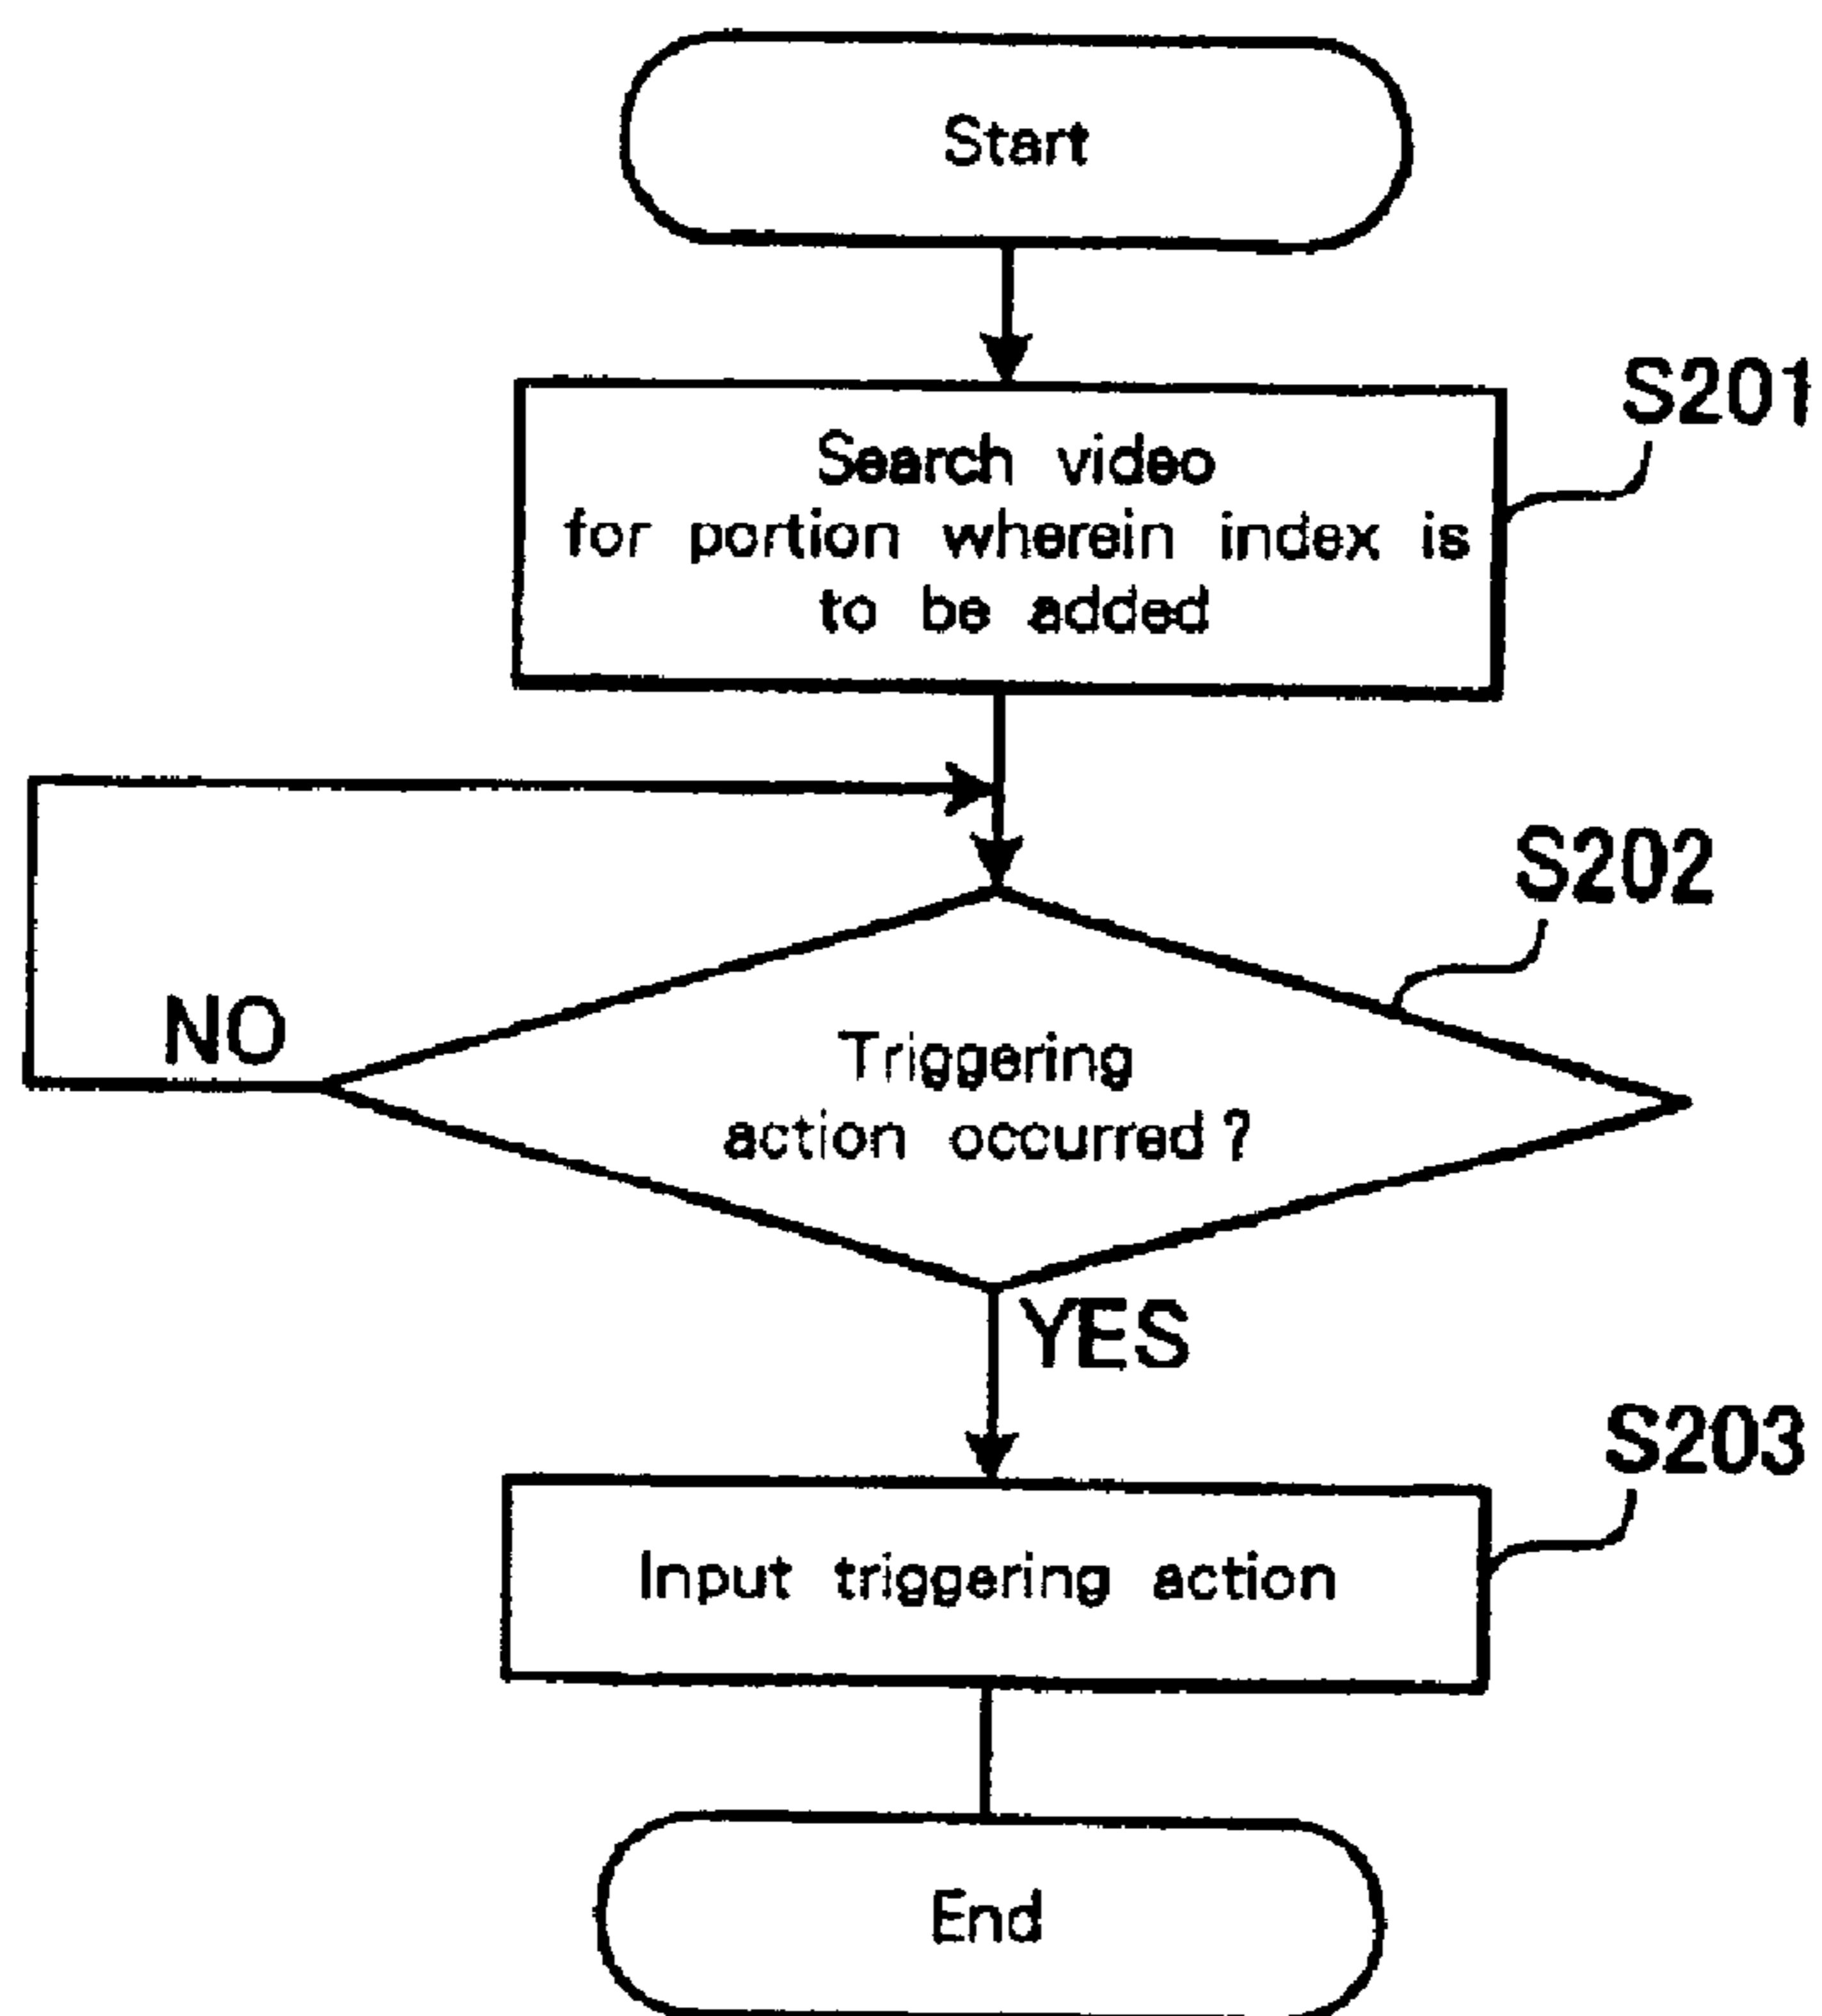 Start
S201
Search video
for portion wherein index is
to be added
S202
NO
Triggering
action occurred?
YES
S203
Input triggering action
End